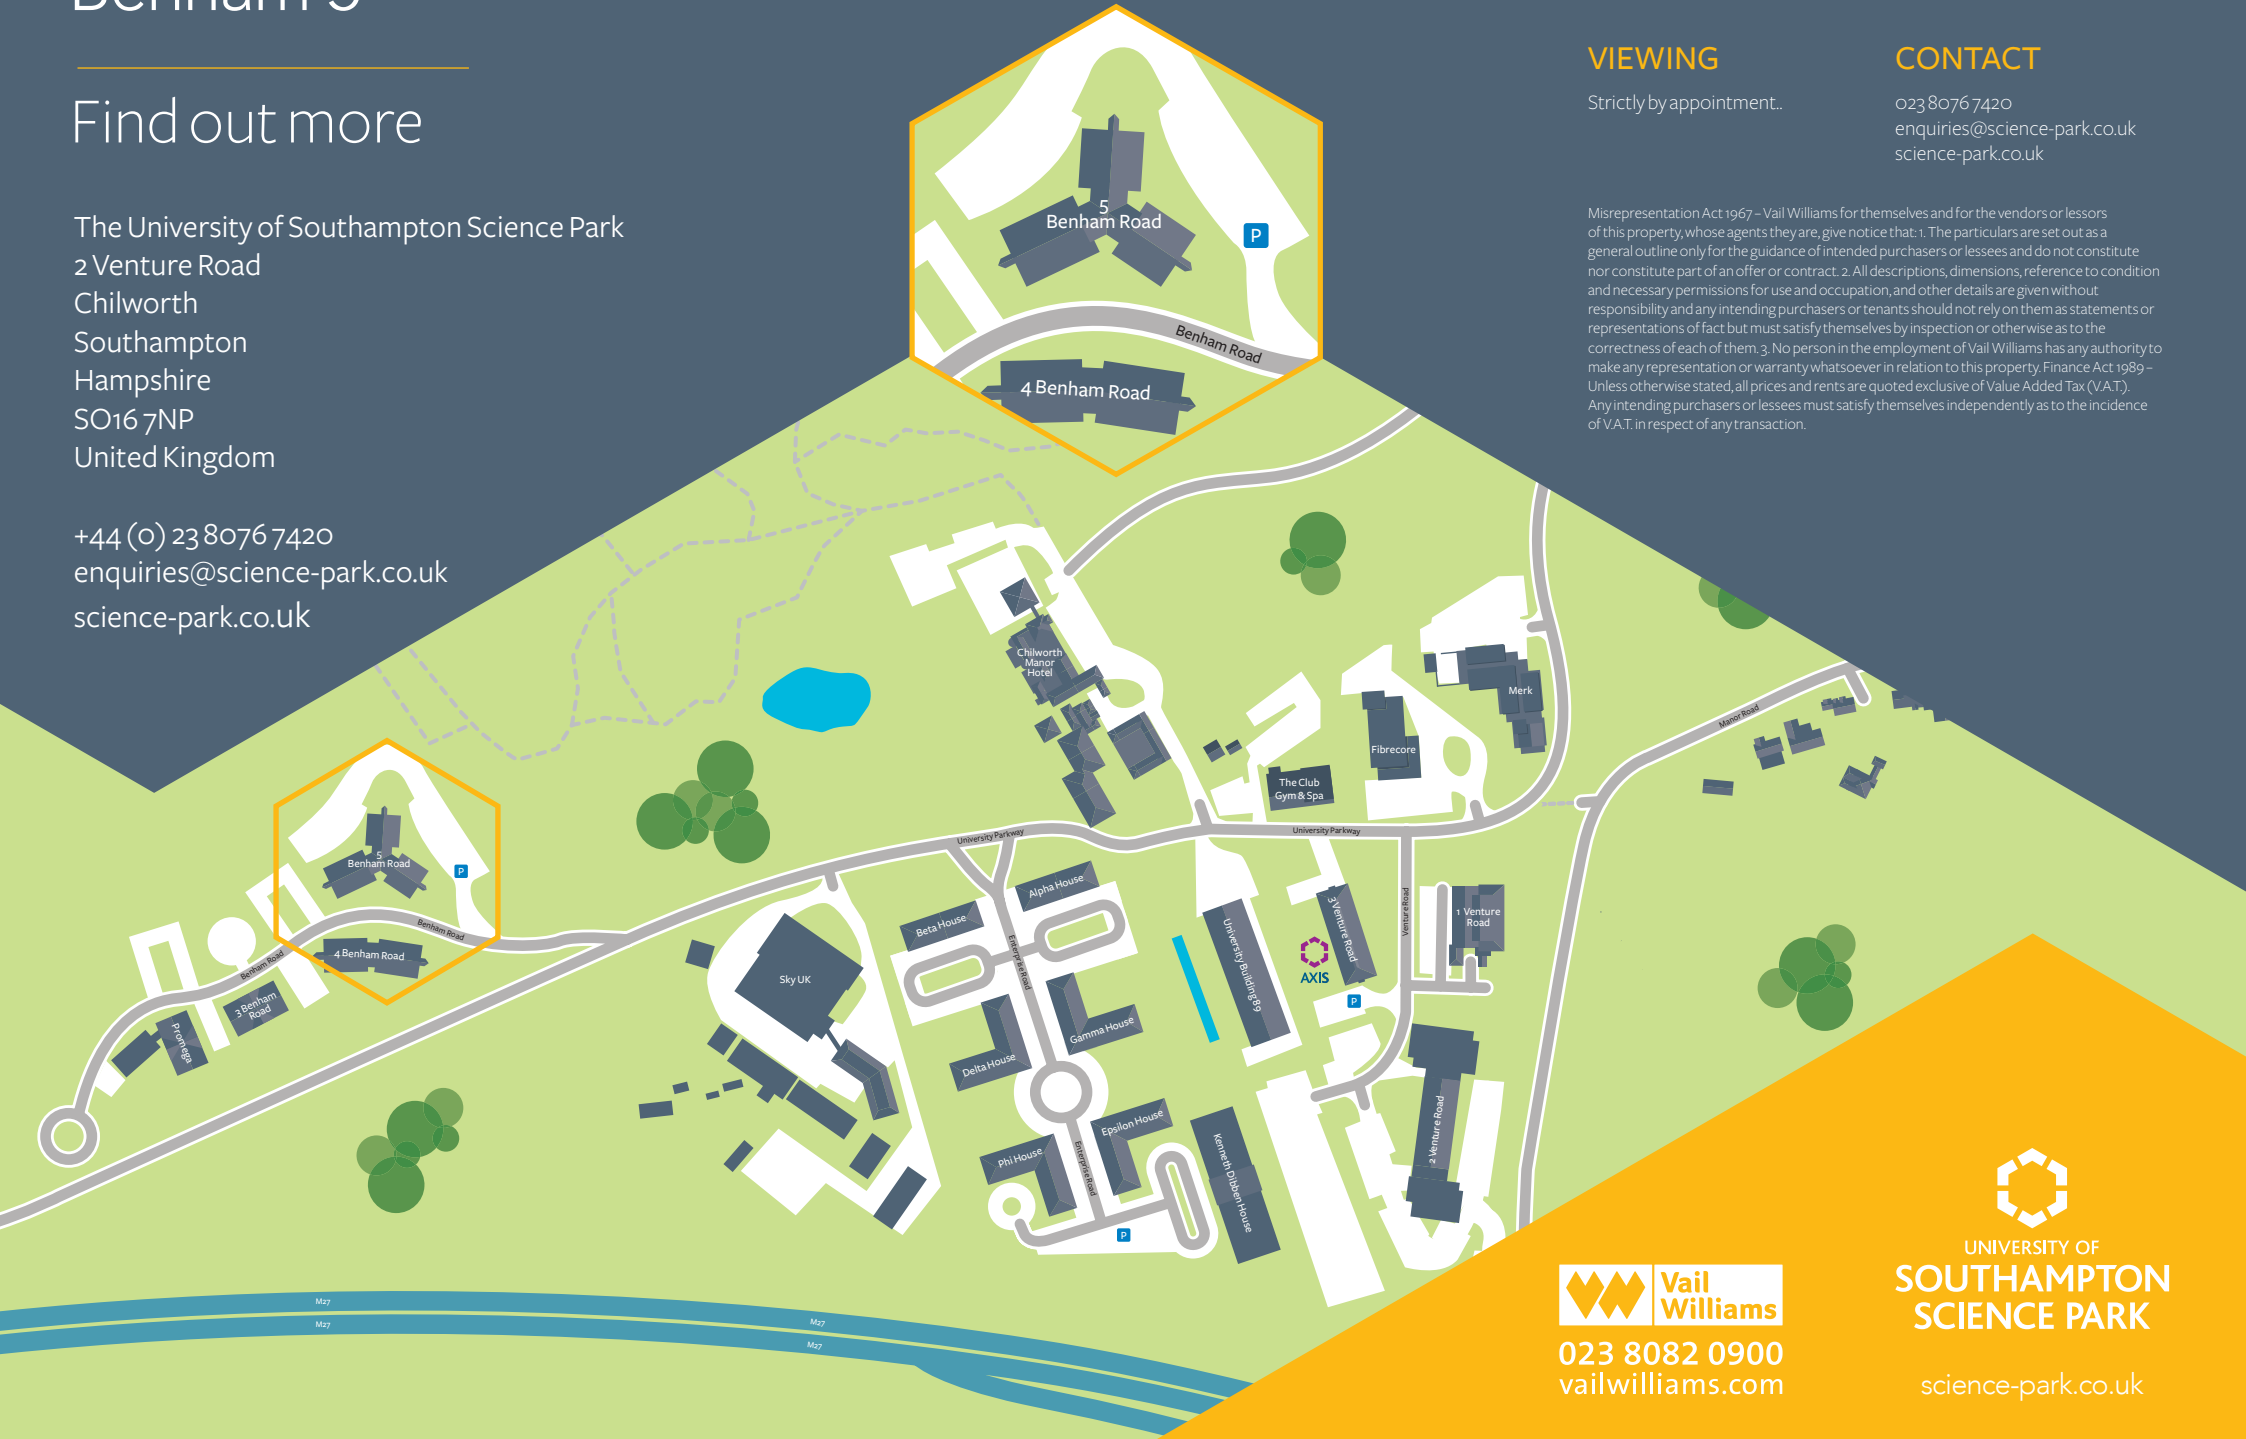 Benham 5
Find out more
The University of Southampton Science Park
2 Venture Road
Chilworth
Southampton
Hampshire
SO16 7NP
United Kingdom
+44 (0) 23 8076 7420
enquiries@science-park.co.uk
science-park.co.uk
VIEWING
Strictly by appointment..
CONTACT
023 8076 7420
enquiries@science-park.co.uk
science-park.co.uk
Misrepresentation Act 1967 – Vail Williams for themselves and for the vendors or lessors
of this property, whose agents they are, give notice that: 1. The particulars are set out as a
general outline only for the guidance of intended purchasers or lessees and do not constitute
nor constitute part of an offer or contract. 2. All descriptions, dimensions, reference to condition
and necessary permissions for use and occupation, and other details are given without
responsibility and any intending purchasers or tenants should not rely on them as statements or
representations of fact but must satisfy themselves by inspection or otherwise as to the
correctness of each of them. 3. No person in the employment of Vail Williams has any authority to
make any representation or warranty whatsoever in relation to this property. Finance Act 1989 –
Unless otherwise stated, all prices and rents are quoted exclusive of Value Added Tax (V.A.T.).
Any intending purchasers or lessees must satisfy themselves independently as to the incidence
of V.A.T. in respect of any transaction.
5
Benham Road
P
Benham Road
4 Benham Road
Chilworth
Manor
Hotel
Merk
Fibrecore
The Club
Gym & Spa
Manor Road
University Parkway
University Parkway
5
Benham Road
P
Benham Road
4 Benham Road
Benham Road
3 Benham
Road
Promega
Sky UK
Alpha House
Beta House
Enterprise Road
Gamma House
Delta House
Epsilon House
Phi House
Enterprise Road
P
Kenneth Dibben House
University Building 89
3 Venture Road
AXIS
P
Venture Road
1 Venture
Road
2 Venture Road
M27
M27
M27
M27
Vail
Williams
023 8082 0900
vailwilliams.com
UNIVERSITY OF
SOUTHAMPTON
SCIENCE PARK
science-park.co.uk